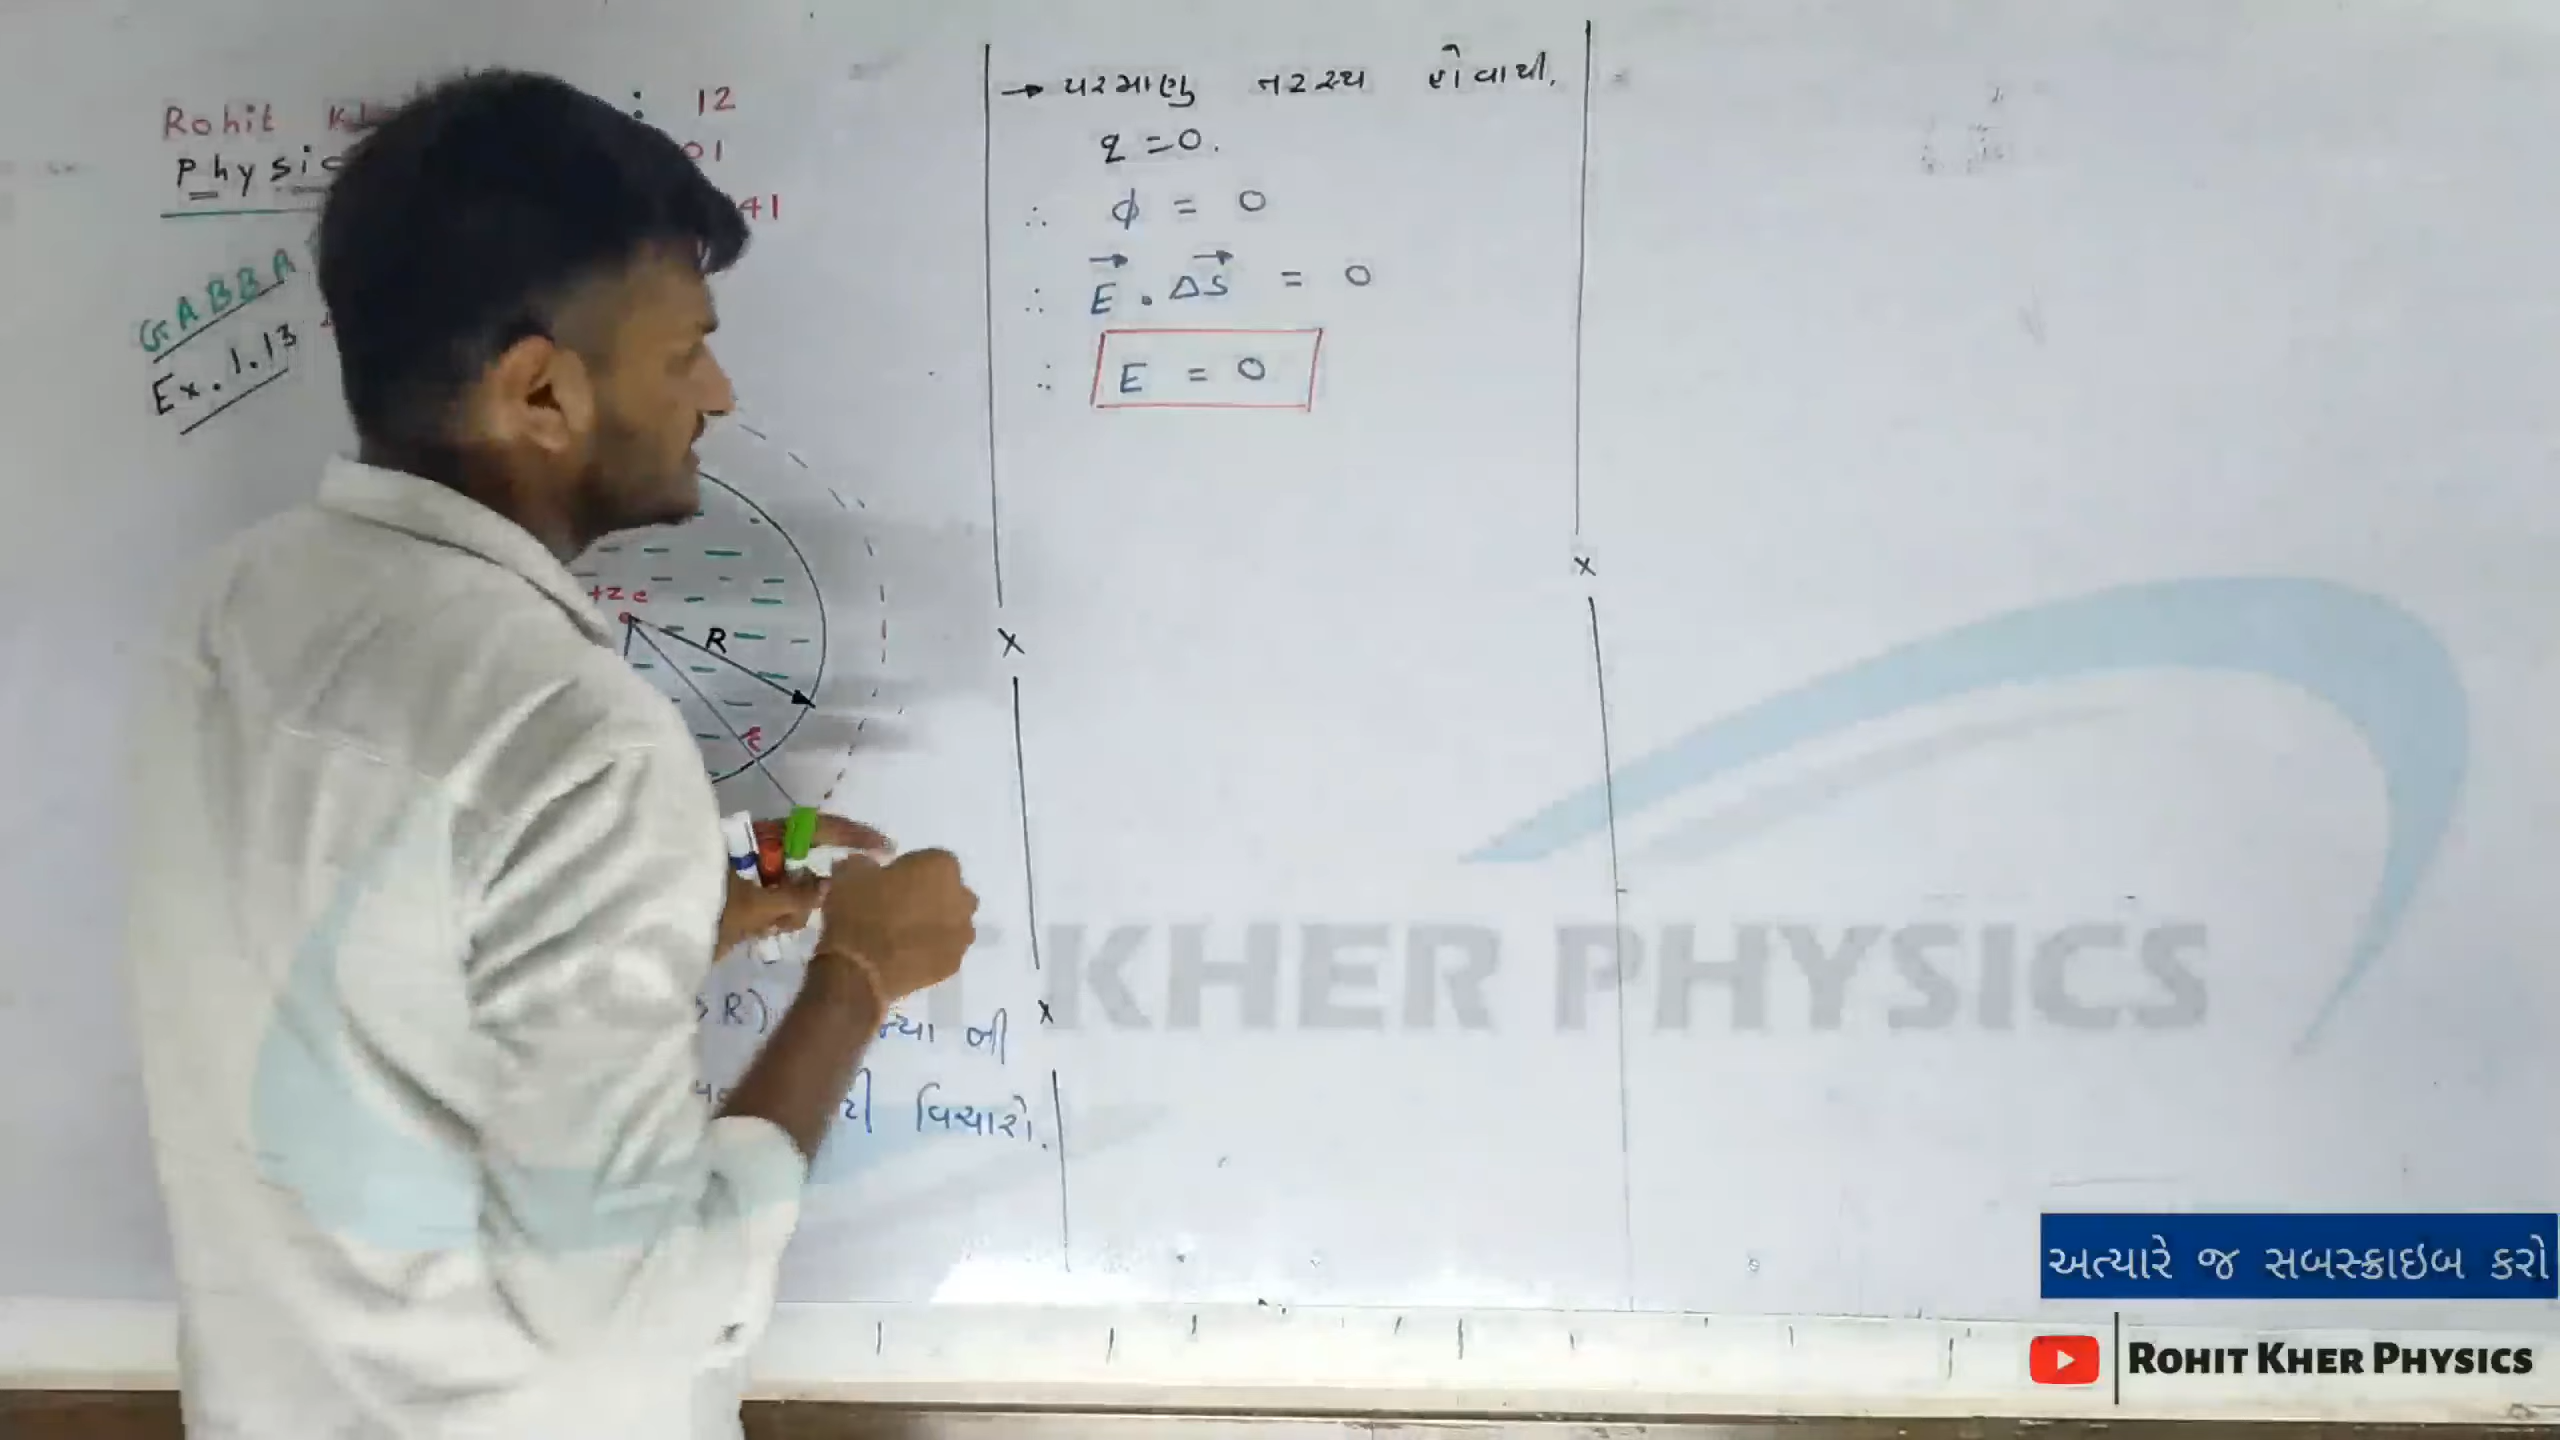 Rohit : 12
Physic 01
41
GABBA
Ex. 1.13
+ze
R
r
R) બી
વિચારો.
→ પરમાણુ તટસ્થ હોવાથી,
q = 0.
∴ ϕ = 0
∴ E⃗ . ΔS⃗ = 0
∴ E = 0
x
x
x
KHER PHYSICS
અત્યારે જ સબસ્ક્રાઇબ કરો
ROHIT KHER PHYSICS